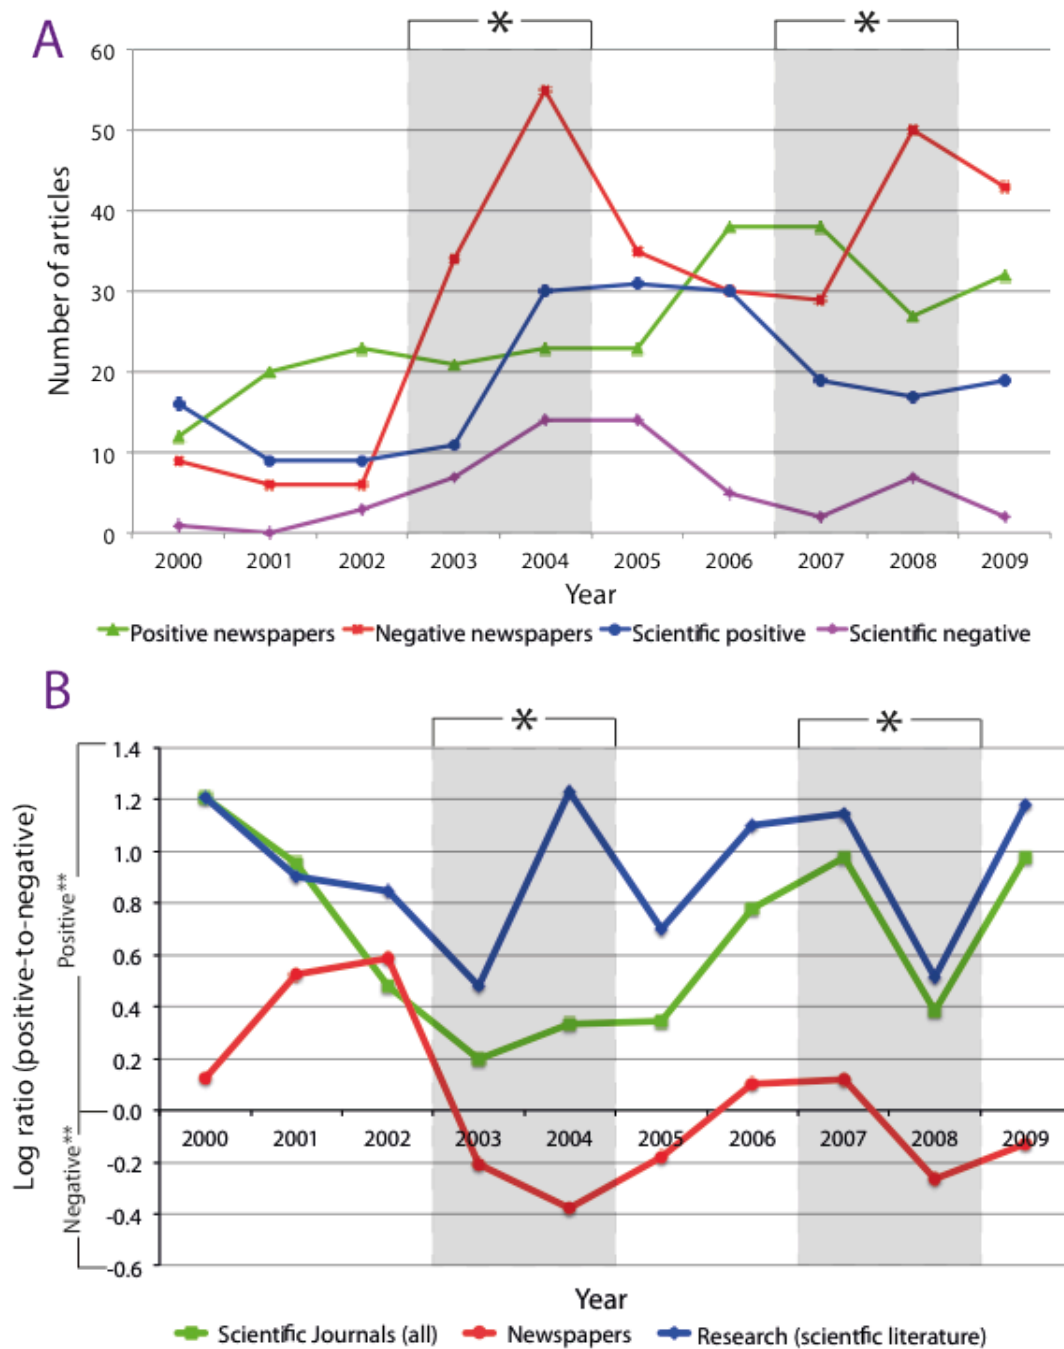 A
*
*
60
50
40
30
20
10
0
Number of articles
2000 2001 2002 2003 2004 2005 2006 2007 2008 2009
Year
Positive newspapers Negative newspapers Scientific positive Scientific negative
B
*
*
1.4
1.2
1.0
0.8
0.6
0.4
0.2
0.0
-0.2
-0.4
-0.6
Log ratio (positive-to-negative)
Positive**
Negative**
2000 2001 2002 2003 2004 2005 2006 2007 2008 2009
Year
Scientific Journals (all) Newspapers Research (scientfic literature)